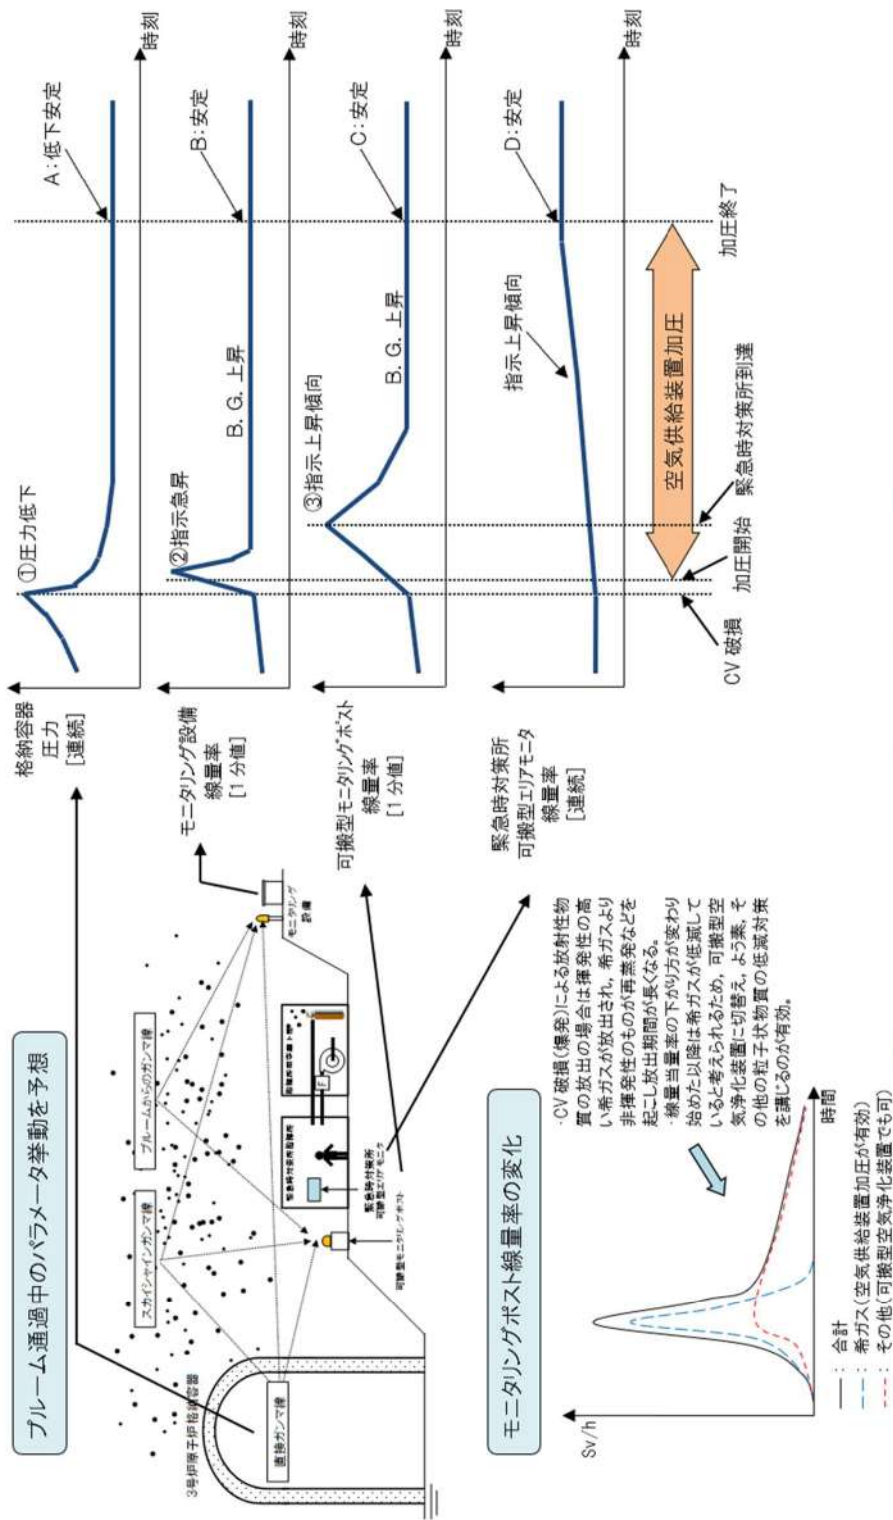 プルーム通過中のパラメータ挙動を予想
3号炉原子炉格納容器
スカイシャインガンマ線
プルームからのガンマ線
直接ガンマ線
緊急時対策所
可搬型エリアモニタ
可搬型モニタリングポスト
モニタリング
設備
F
格納容器
圧力
[連続]
①圧力低下
A:低下安定
時刻
モニタリング設備
線量率
[1分値]
②指示急昇
B.G.上昇
B:安定
時刻
可搬型モニタリングポスト
線量率
[1分値]
③指示上昇傾向
B.G.上昇
C:安定
時刻
緊急時対策所
可搬型エリアモニタ
線量率
[連続]
指示上昇傾向
D:安定
時刻
空気供給装置加圧
CV破損
加圧開始
緊急時対策所到達
加圧終了
モニタリングポスト線量率の変化
Sv/h
時間
―: 合計
--: 希ガス(空気供給装置加圧が有効)
---: その他(可搬型空気浄化装置でも可)
・CV破損(爆発)による放射性物
質の放出の場合は揮発性の高
い希ガスが放出され,希ガスより
非揮発性のものが再蒸発などを
起こし放出期間が長くなる。
・線量当量率の下がり方が変わり
始めた以降は希ガスが低減して
いると考えられるため,可搬型空
気浄化装置に切替え,よう素,そ
の他の粒子状物質の低減対策
を講じるのが有効。